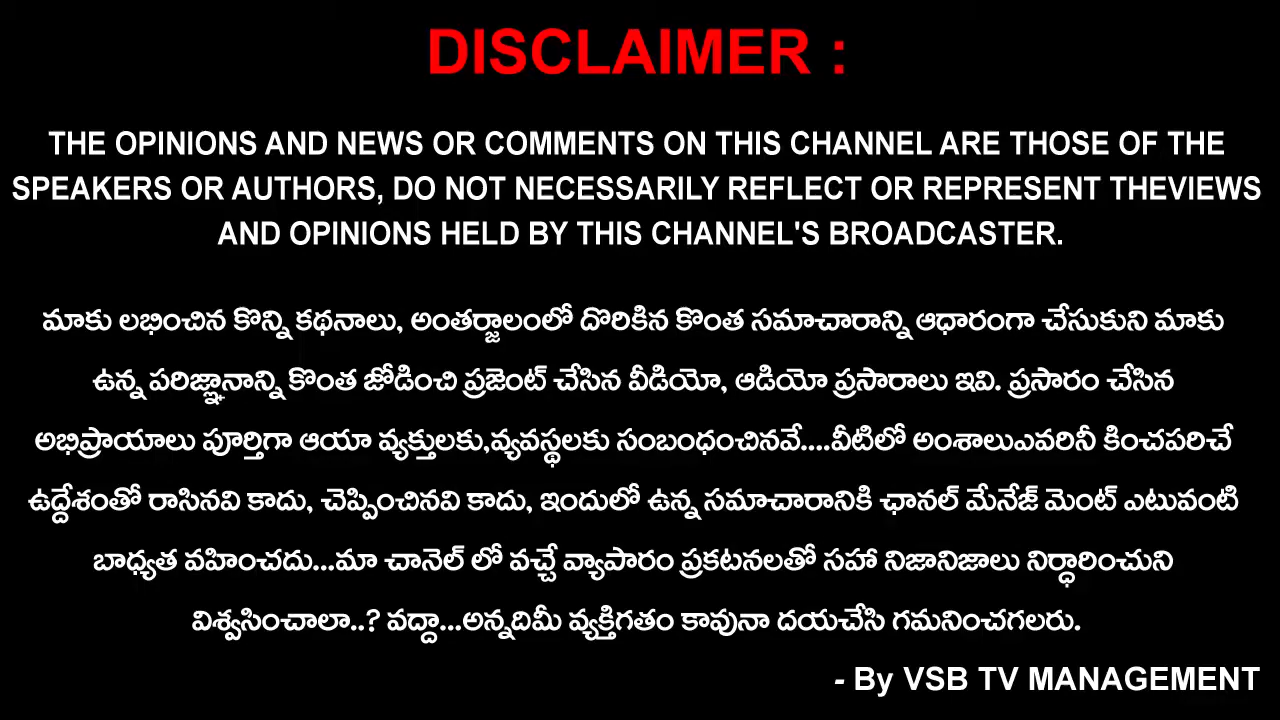 DISCLAIMER :
THE OPINIONS AND NEWS OR COMMENTS ON THIS CHANNEL ARE THOSE OF THE
SPEAKERS OR AUTHORS, DO NOT NECESSARILY REFLECT OR REPRESENT THEVIEWS
AND OPINIONS HELD BY THIS CHANNEL'S BROADCASTER.
మాకు లభించిన కొన్ని కథనాలు, అంతర్జాలంలో దొరికిన కొంత సమాచారాన్ని ఆధారంగా చేసుకుని మాకు
ఉన్న పరిజ్ఞానాన్ని కొంత జోడించి ప్రజెంట్ చేసిన వీడియో, ఆడియో ప్రసారాలు ఇవి. ప్రసారం చేసిన
అభిప్రాయాలు పూర్తిగా ఆయా వ్యక్తులకు,వ్యవస్థలకు సంబంధించినవే....వీటిలో అంశాలుఎవరినీ కించపరిచే
ఉద్దేశంతో రాసినవి కాదు, చెప్పించినవి కాదు, ఇందులో ఉన్న సమాచారానికి ఛానల్ మేనేజ్ మెంట్ ఎటువంటి
బాధ్యత వహించదు...మా చానెల్ లో వచ్చే వ్యాపారం ప్రకటనలతో సహా నిజానిజాలు నిర్ధారించుని
విశ్వసించాలా..? వద్దా...అన్నదిమీ వ్యక్తిగతం కావునా దయచేసి గమనించగలరు.
- By VSB TV MANAGEMENT